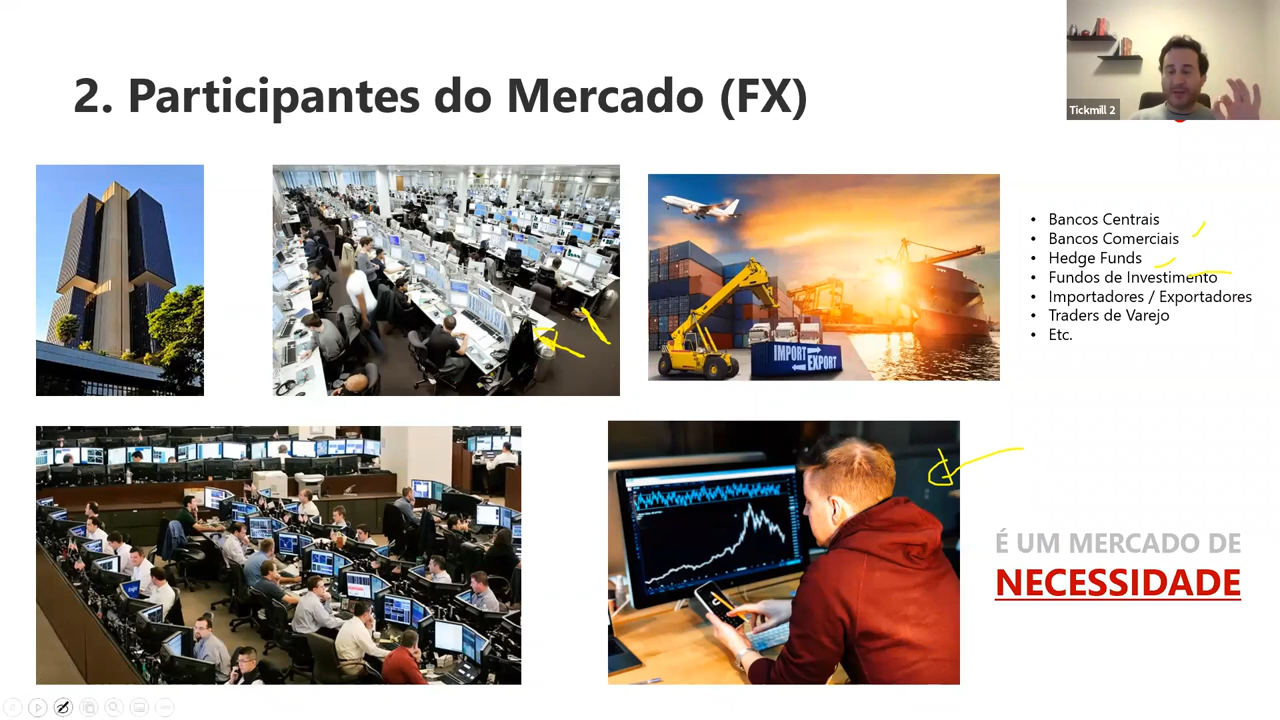 2. Participantes do Mercado (FX)
Tickmill 2
• Bancos Centrais
• Bancos Comerciais
• Hedge Funds
• Fundos de Investimento
• Importadores / Exportadores
• Traders de Varejo
• Etc.
IMPORT
EXPORT
É UM MERCADO DE
NECESSIDADE